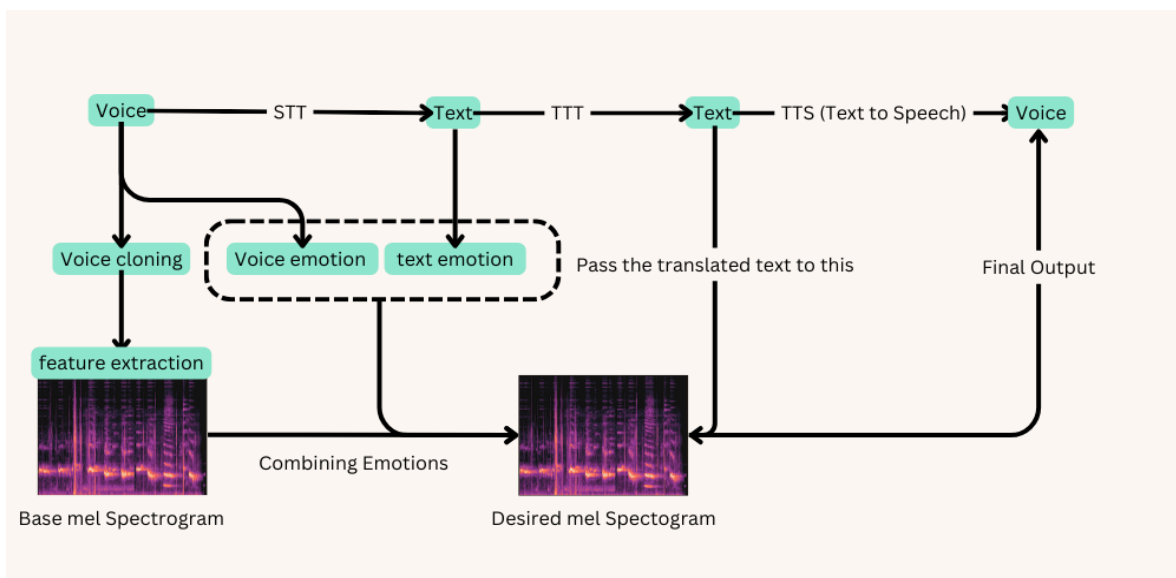 Voice
STT
Text
TTT
Text
TTS (Text to Speech)
Voice
Voice cloning
Voice emotion
text emotion
Pass the translated text to this
Final Output
feature extraction
Combining Emotions
Base mel Spectrogram
Desired mel Spectogram